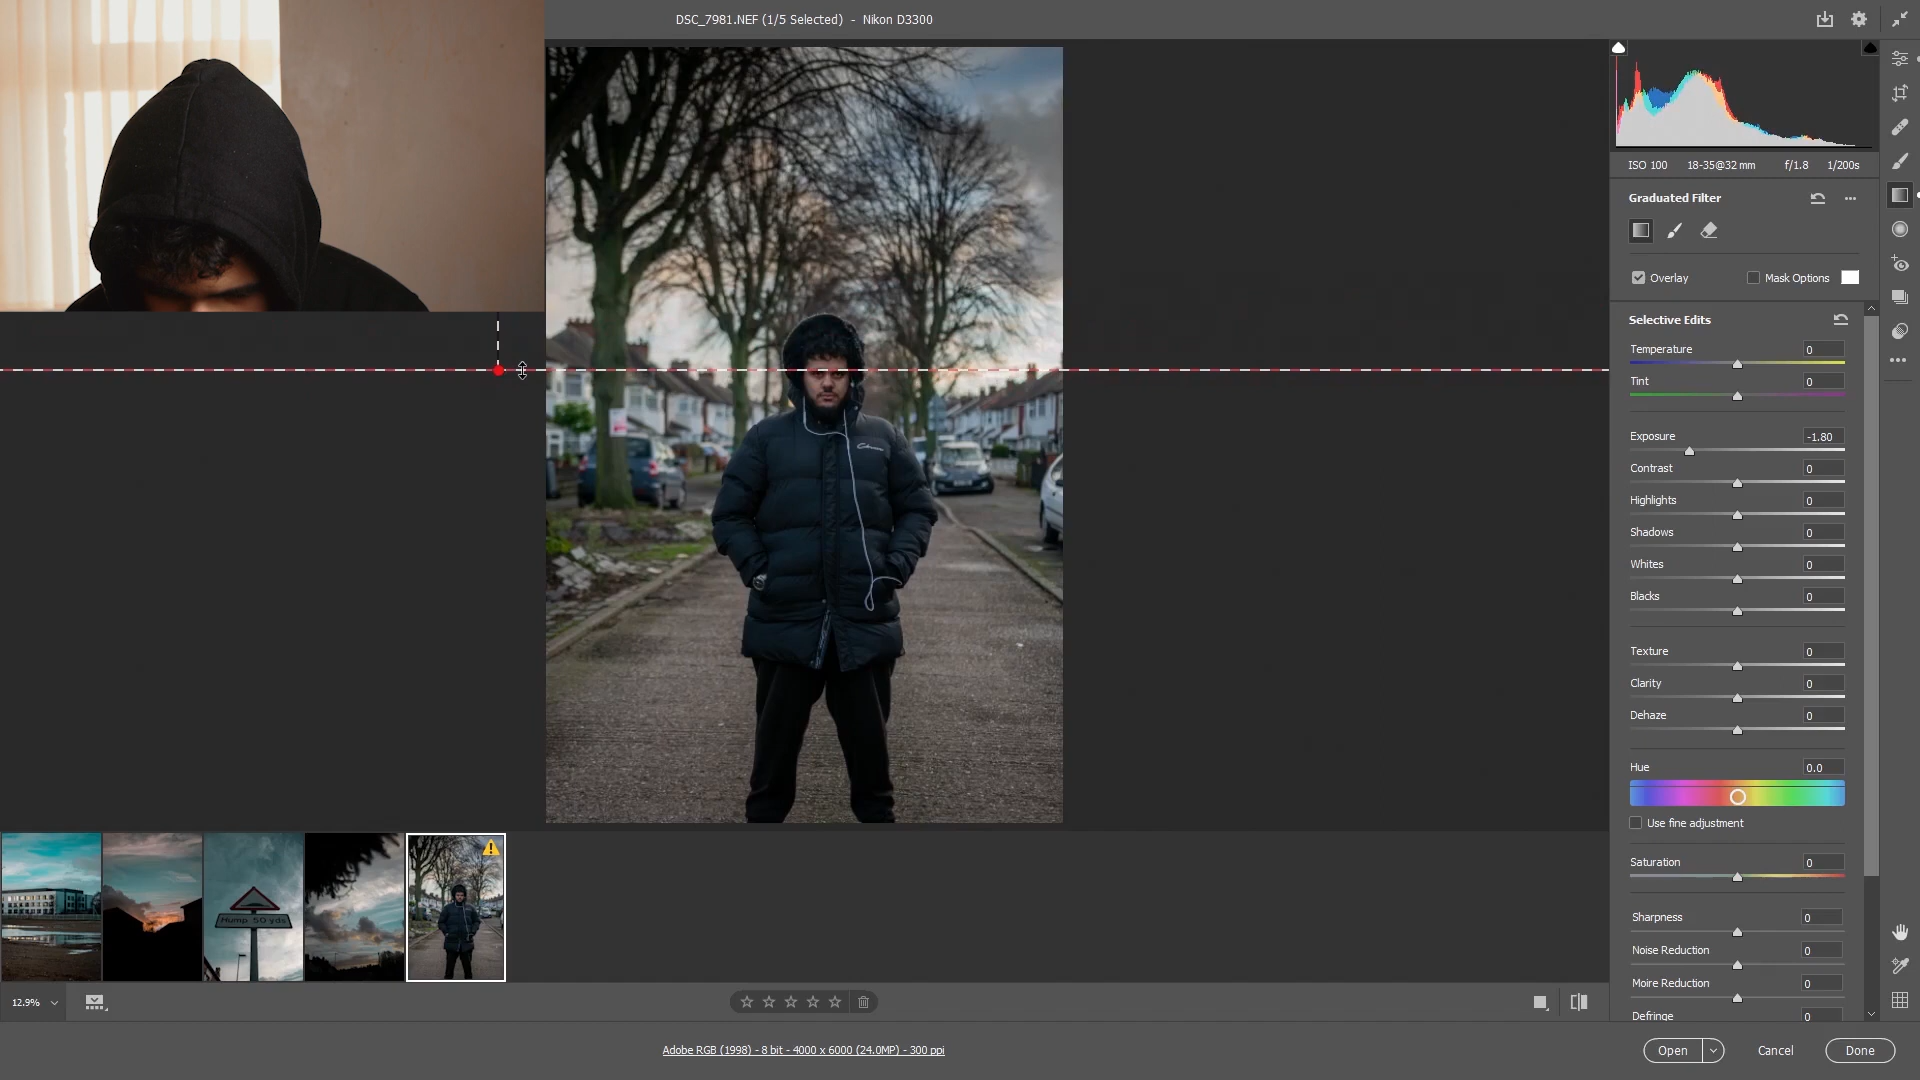 DSC_7981.NEF (1/5 Selected)  -  Nikon D3300
ISO 100 18-35@32 mm f/1.8 1/200s
Graduated Filter
Overlay Mask Options
Selective Edits
Temperature 0
Tint 0
Exposure -1.80
Contrast 0
Highlights 0
Shadows 0
Whites 0
Blacks 0
Texture 0
Clarity 0
Dehaze 0
Hue 0.0
Use fine adjustment
Saturation 0
Sharpness 0
Noise Reduction 0
Moire Reduction 0
Defringe 0
Hump 50 yds
12.9%
Adobe RGB (1998) - 8 bit - 4000 x 6000 (24.0MP) - 300 ppi
Open Cancel Done